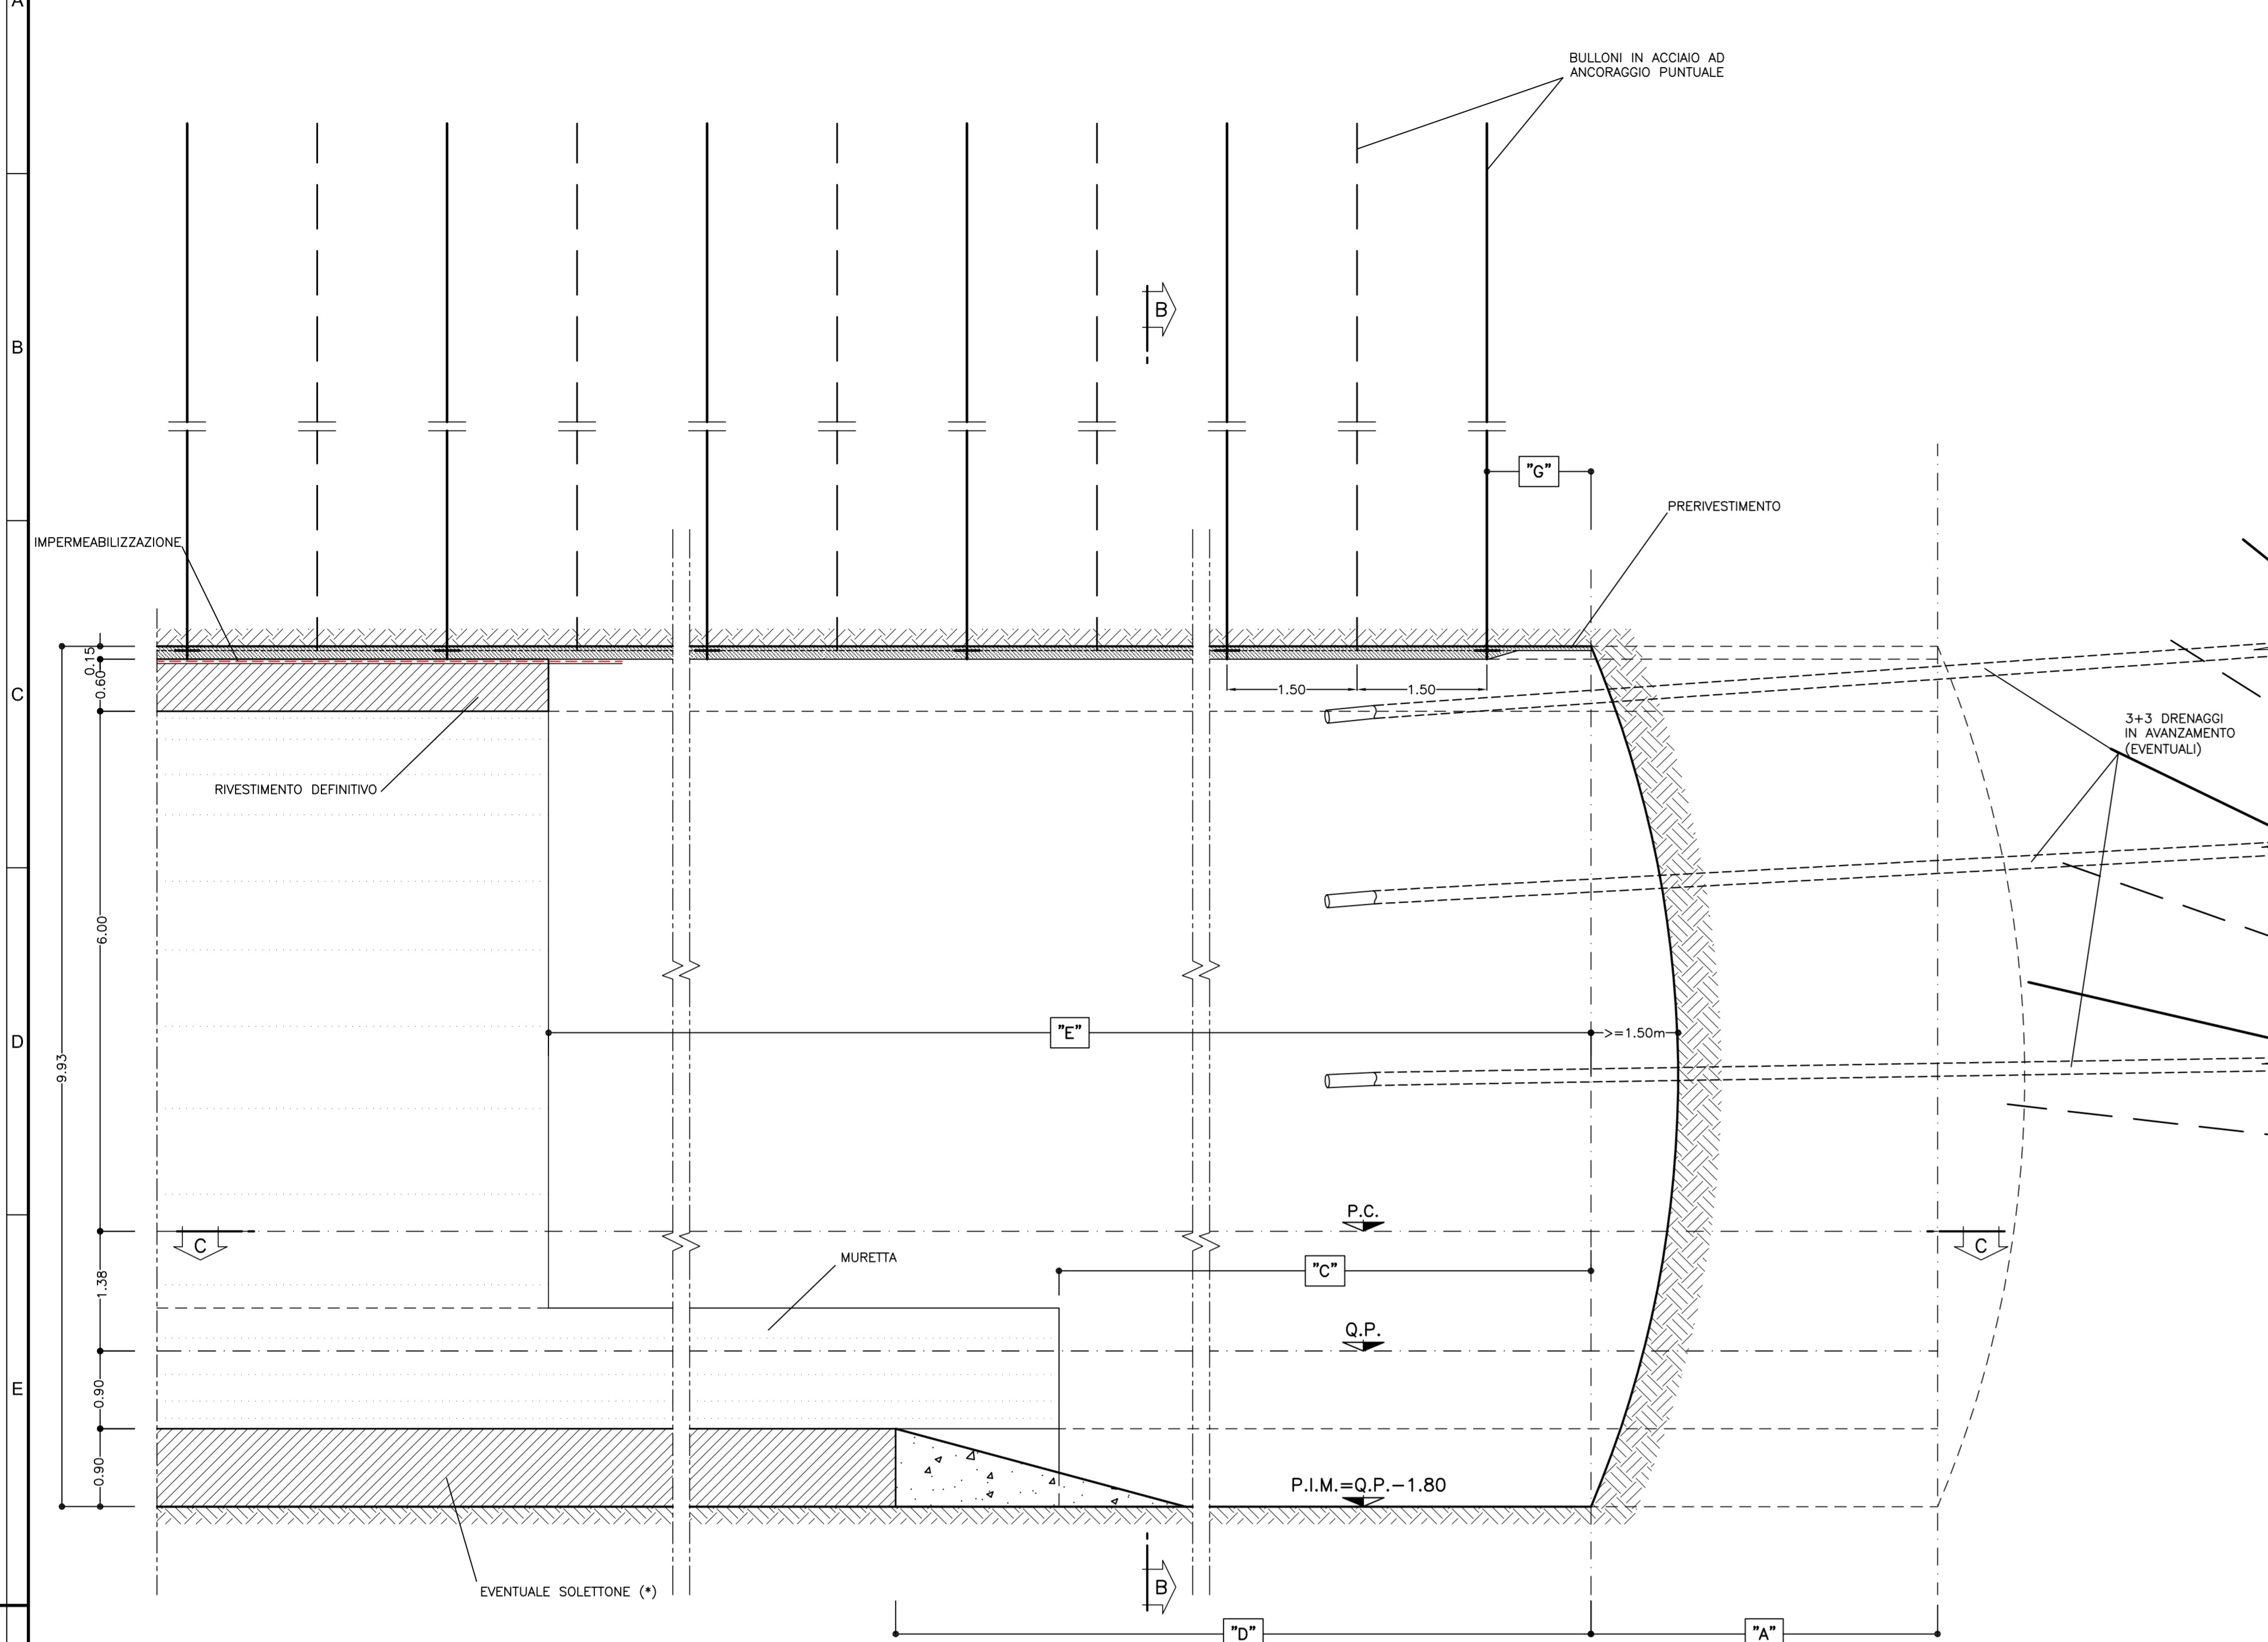 A
BULLONI IN ACCIAIO AD
ANCORAGGIO PUNTUALE
B
B
"G"
PRERIVESTIMENTO
IMPERMEABILIZZAZIONE
0.15
0.60
C
1.50
1.50
3+3 DRENAGGI
IN AVANZAMENTO
(EVENTUALI)
RIVESTIMENTO DEFINITIVO
6.00
D
"E"
>=1.50m
9.93
P.C.
C
C
MURETTA
"C"
1.38
Q.P.
E
0.90
0.90
P.I.M.=Q.P.-1.80
EVENTUALE SOLETTONE (*)
B
"D"
"A"